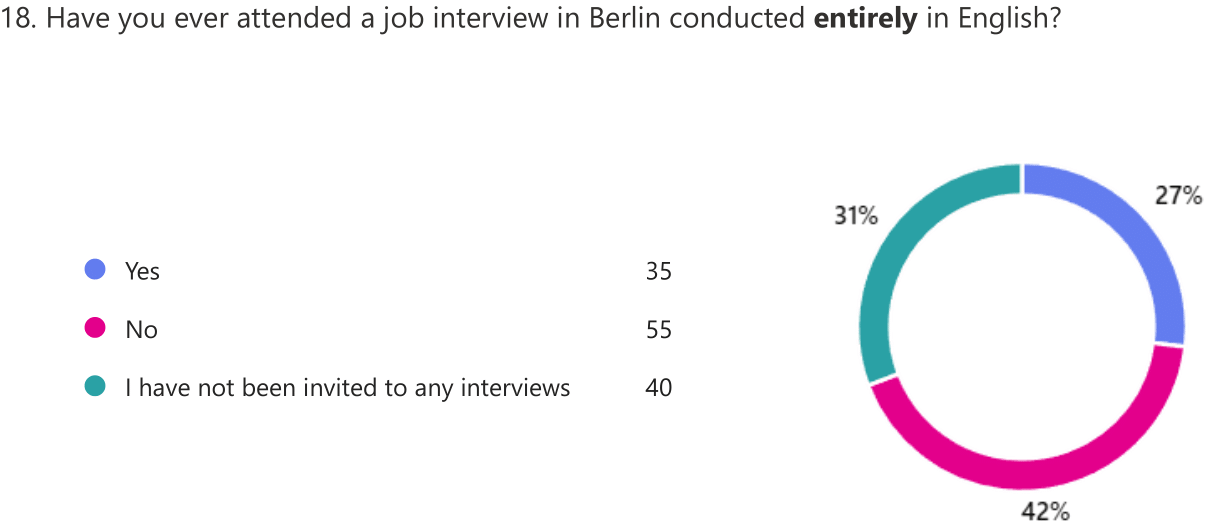 18. Have you ever attended a job interview in Berlin conducted entirely in English?
27%
31%
Yes 35
No 55
I have not been invited to any interviews 40
42%